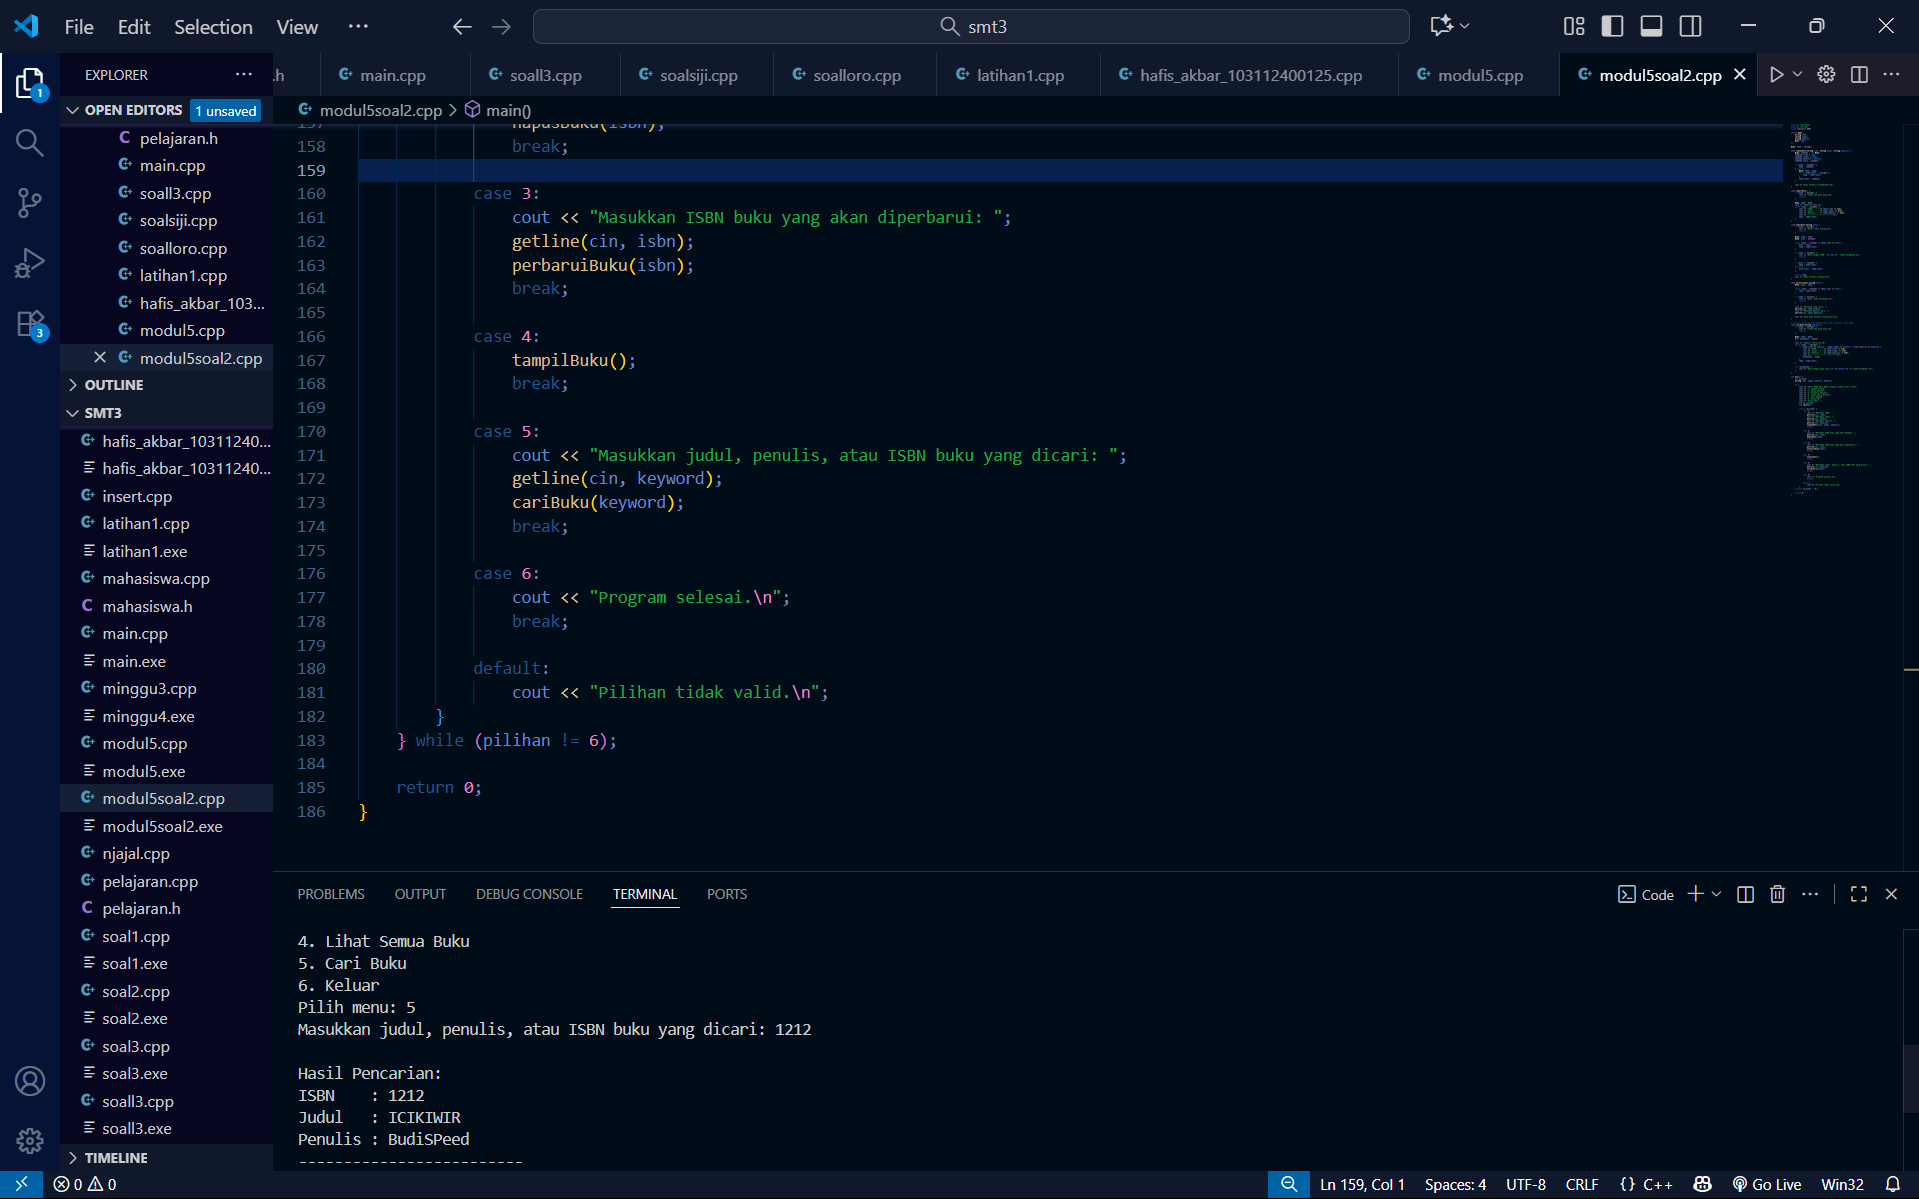 File Edit Selection View ··· smt3
EXPLORER ···
OPEN EDITORS 1 unsaved
pelajaran.h
main.cpp
soall3.cpp
soalsiji.cpp
soalloro.cpp
latihan1.cpp
hafis_akbar_103...
modul5.cpp
modul5soal2.cpp
OUTLINE
SMT3
hafis_akbar_10311240...
hafis_akbar_10311240...
insert.cpp
latihan1.cpp
latihan1.exe
mahasiswa.cpp
mahasiswa.h
main.cpp
main.exe
minggu3.cpp
minggu4.exe
modul5.cpp
modul5.exe
modul5soal2.cpp
modul5soal2.exe
njajal.cpp
pelajaran.cpp
pelajaran.h
soal1.cpp
soal1.exe
soal2.cpp
soal2.exe
soal3.cpp
soal3.exe
soall3.cpp
soall3.exe
TIMELINE
.h main.cpp soall3.cpp soalsiji.cpp soalloro.cpp latihan1.cpp hafis_akbar_103112400125.cpp modul5.cpp modul5soal2.cpp
modul5soal2.cpp > main()
157 hapusBuku(isbn);
158 break;
159
160 case 3:
161 cout << "Masukkan ISBN buku yang akan diperbarui: ";
162 getline(cin, isbn);
163 perbaruiBuku(isbn);
164 break;
165
166 case 4:
167 tampilBuku();
168 break;
169
170 case 5:
171 cout << "Masukkan judul, penulis, atau ISBN buku yang dicari: ";
172 getline(cin, keyword);
173 cariBuku(keyword);
174 break;
175
176 case 6:
177 cout << "Program selesai.\n";
178 break;
179
180 default:
181 cout << "Pilihan tidak valid.\n";
182 }
183 } while (pilihan != 6);
184
185 return 0;
186 }
PROBLEMS OUTPUT DEBUG CONSOLE TERMINAL PORTS Code
4. Lihat Semua Buku
5. Cari Buku
6. Keluar
Pilih menu: 5
Masukkan judul, penulis, atau ISBN buku yang dicari: 1212
Hasil Pencarian:
ISBN : 1212
Judul : ICIKIWIR
Penulis : BudiSPeed
-------------------------
0 0 Ln 159, Col 1 Spaces: 4 UTF-8 CRLF {} C++ Go Live Win32
1
3